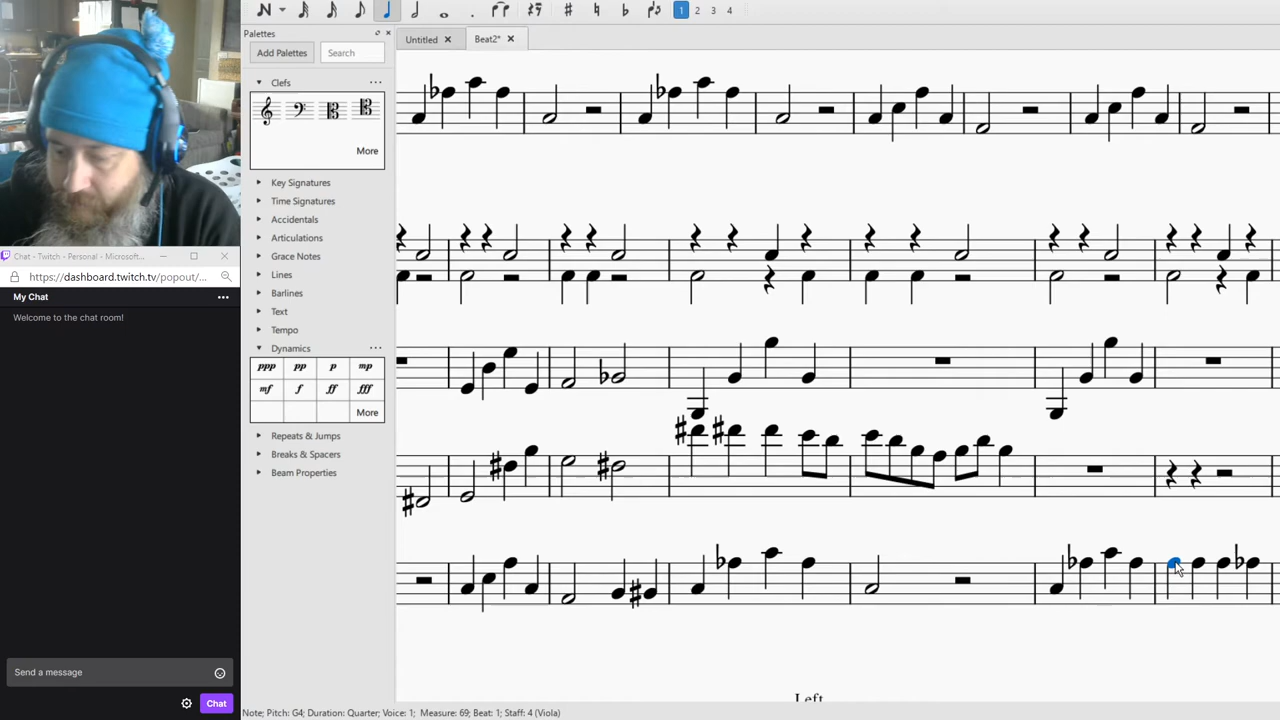 1 2 3 4
Palettes
Add Palettes
Search
Untitled
Beat2*
Clefs
More
Key Signatures
Time Signatures
Accidentals
Articulations
Grace Notes
Lines
Barlines
Text
Tempo
Dynamics
ppp pp p mp
mf f ff fff
More
Repeats & Jumps
Breaks & Spacers
Beam Properties
Chat - Twitch - Personal - Microsoft...
https://dashboard.twitch.tv/popout/...
My Chat
Welcome to the chat room!
Send a message
Chat
Left
Note; Pitch: G4; Duration: Quarter; Voice: 1; Measure: 69; Beat: 1; Staff: 4 (Viola)